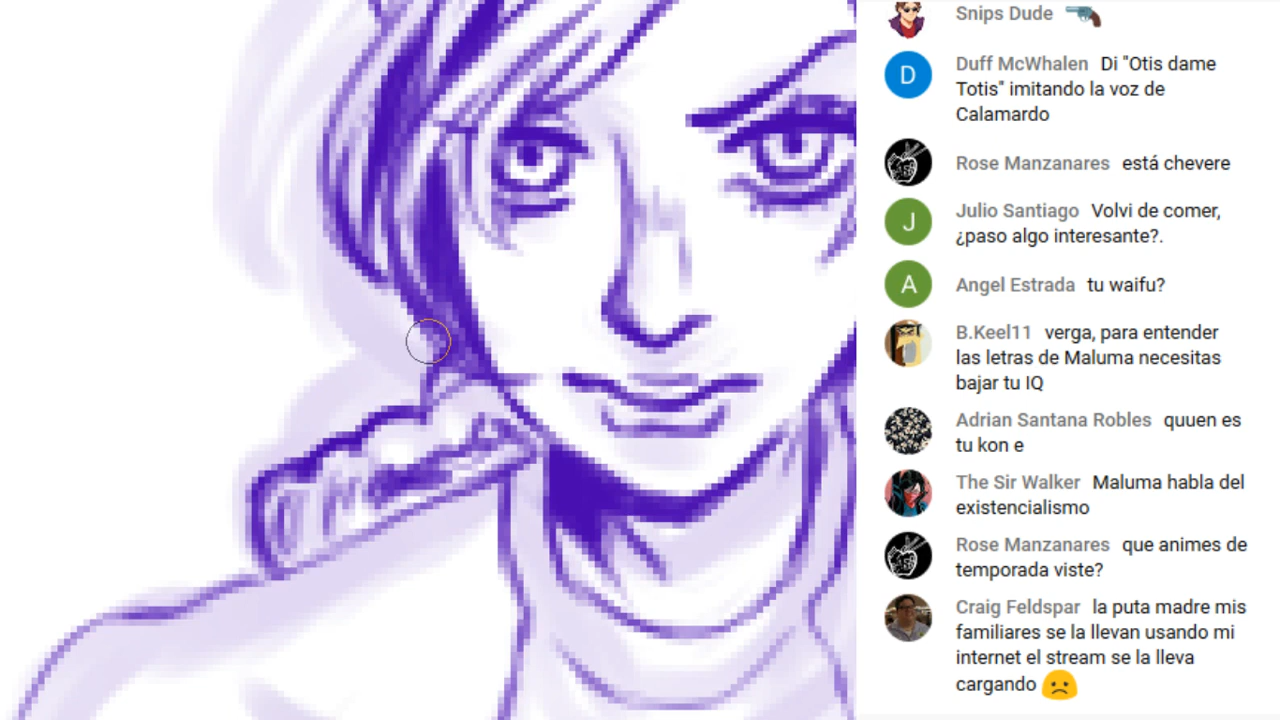 Snips Dude
D
Duff McWhalen Di "Otis dame
Totis" imitando la voz de
Calamardo
Rose Manzanares está chevere
J
Julio Santiago Volvi de comer,
¿paso algo interesante?.
A
Angel Estrada tu waifu?
B.Keel11 verga, para entender
las letras de Maluma necesitas
bajar tu IQ
Adrian Santana Robles quuen es
tu kon e
The Sir Walker Maluma habla del
existencialismo
Rose Manzanares que animes de
temporada viste?
Craig Feldspar la puta madre mis
familiares se la llevan usando mi
internet el stream se la lleva
cargando